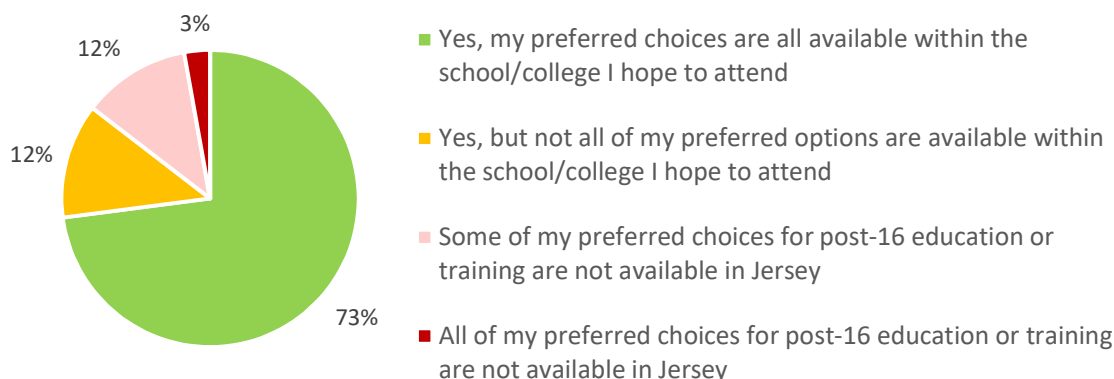 3%
12%
12%
73%
Yes, my preferred choices are all available within the
school/college I hope to attend
Yes, but not all of my preferred options are available within
the school/college I hope to attend
Some of my preferred choices for post-16 education or
training are not available in Jersey
All of my preferred choices for post-16 education or training
are not available in Jersey